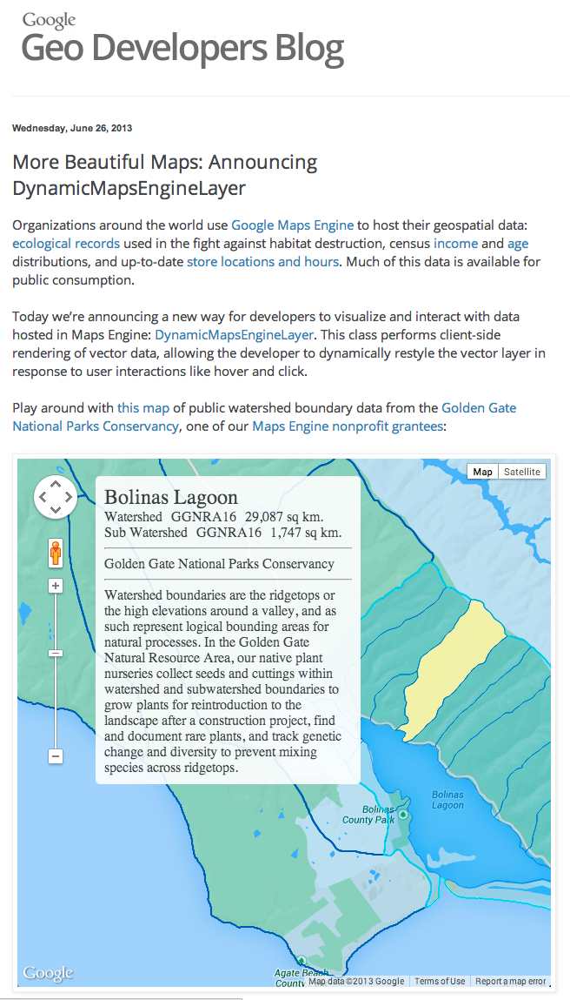 Google
Geo Developers Blog
Wednesday, June 26, 2013
More Beautiful Maps: Announcing
DynamicMapsEngineLayer
Organizations around the world use Google Maps Engine to host their geospatial data:
ecological records used in the fight against habitat destruction, census income and age
distributions, and up-to-date store locations and hours. Much of this data is available for
public consumption.
Today we’re announcing a new way for developers to visualize and interact with data
hosted in Maps Engine: DynamicMapsEngineLayer. This class performs client-side
rendering of vector data, allowing the developer to dynamically restyle the vector layer in
response to user interactions like hover and click.
Play around with this map of public watershed boundary data from the Golden Gate
National Parks Conservancy, one of our Maps Engine nonprofit grantees:
Map Satellite
Bolinas Lagoon
Watershed GGNRA16 29,087 sq km.
Sub Watershed GGNRA16 1,747 sq km.
Golden Gate National Parks Conservancy
Watershed boundaries are the ridgetops or
the high elevations around a valley, and as
such represent logical bounding areas for
natural processes. In the Golden Gate
Natural Resource Area, our native plant
nurseries collect seeds and cuttings within
watershed and subwatershed boundaries to
grow plants for reintroduction to the
landscape after a construction project, find
and document rare plants, and track genetic
change and diversity to prevent mixing
species across ridgetops.
Bolinas
Lagoon
Bolinas
County Park
Agate Beach
County
Google
Map data ©2013 Google Terms of Use Report a map error